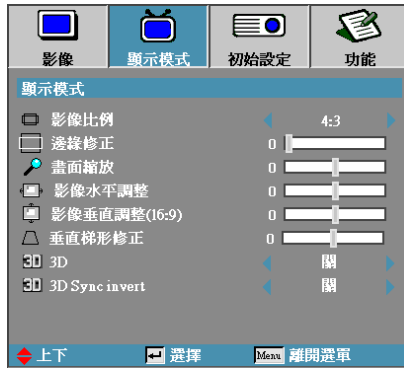 影像 顯示模式 初始設定 功能
顯示模式
影像比例 4:3
邊緣修正 0
畫面縮放 0
影像水平調整 0
影像垂直調整(16:9) 0
垂直梯形修正 0
3D 3D 關
3D 3D Sync invert 關
上下 選擇 Menu 離開選單